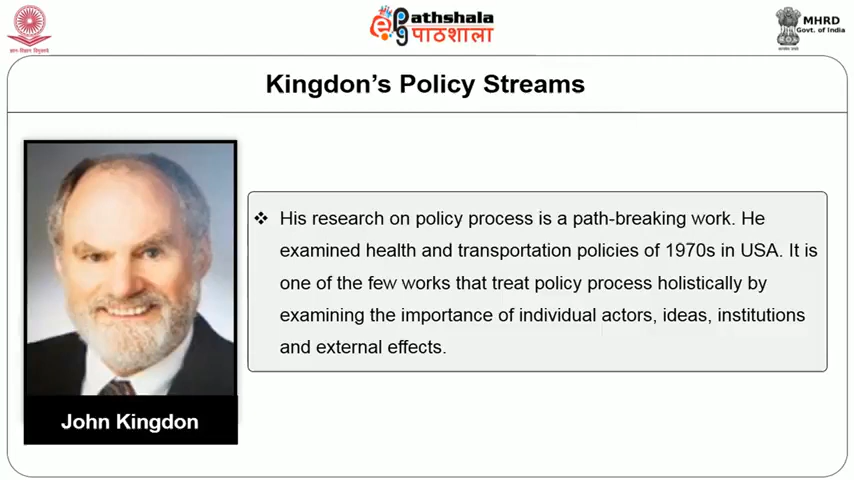 ePathshala
पाठशाला
MHRD
Govt. of India
Kingdon's Policy Streams
❖ His research on policy process is a path-breaking work. He
examined health and transportation policies of 1970s in USA. It is
one of the few works that treat policy process holistically by
examining the importance of individual actors, ideas, institutions
and external effects.
John Kingdon